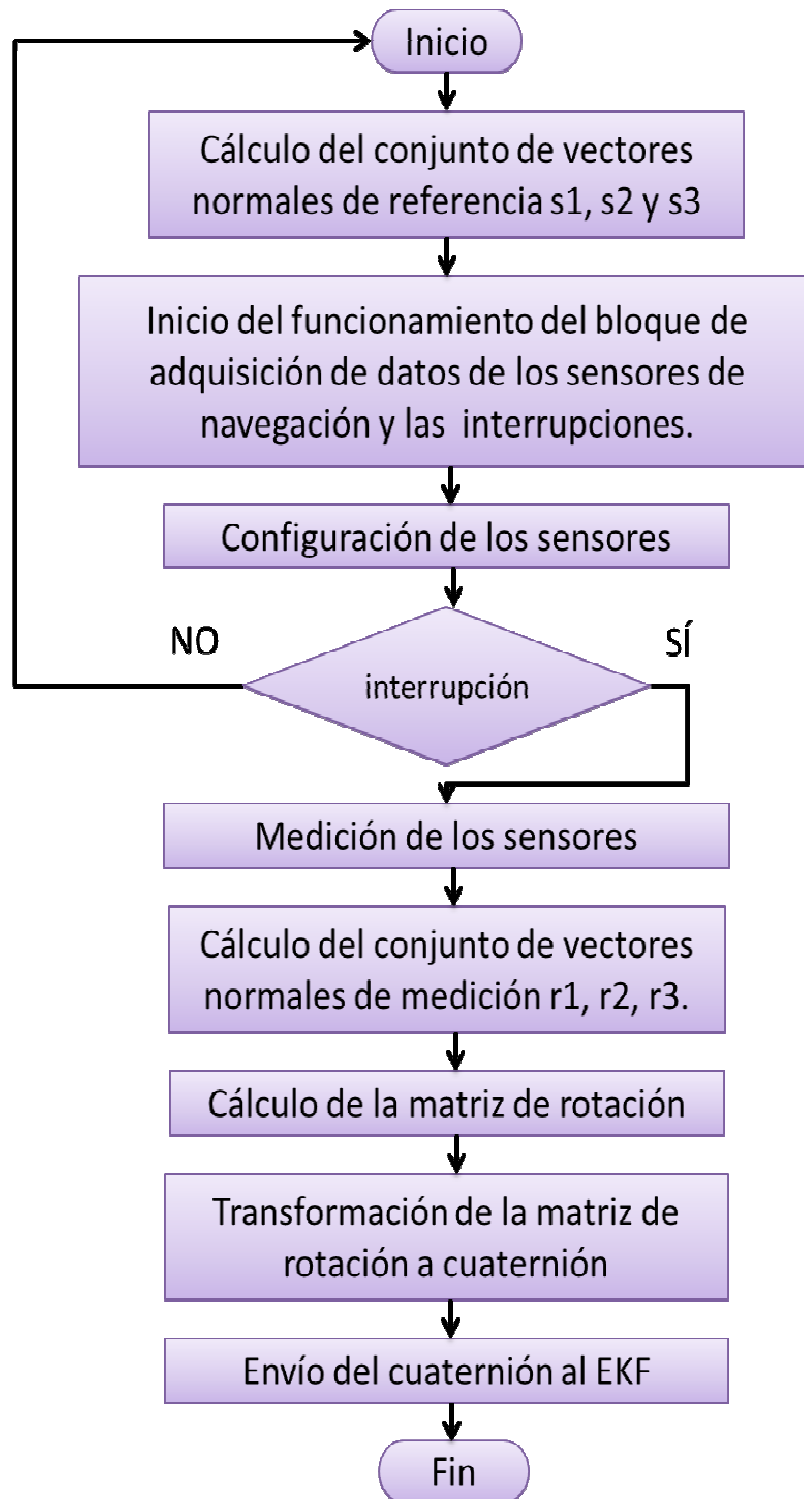 Inicio
Cálculo del conjunto de vectores
normales de referencia s1, s2 y s3
Inicio del funcionamiento del bloque de
adquisición de datos de los sensores de
navegación y las interrupciones.
Configuración de los sensores
NO
SÍ
interrupción
Medición de los sensores
Cálculo del conjunto de vectores
normales de medición r1, r2, r3.
Cálculo de la matriz de rotación
Transformación de la matriz de
rotación a cuaternión
Envío del cuaternión al EKF
Fin